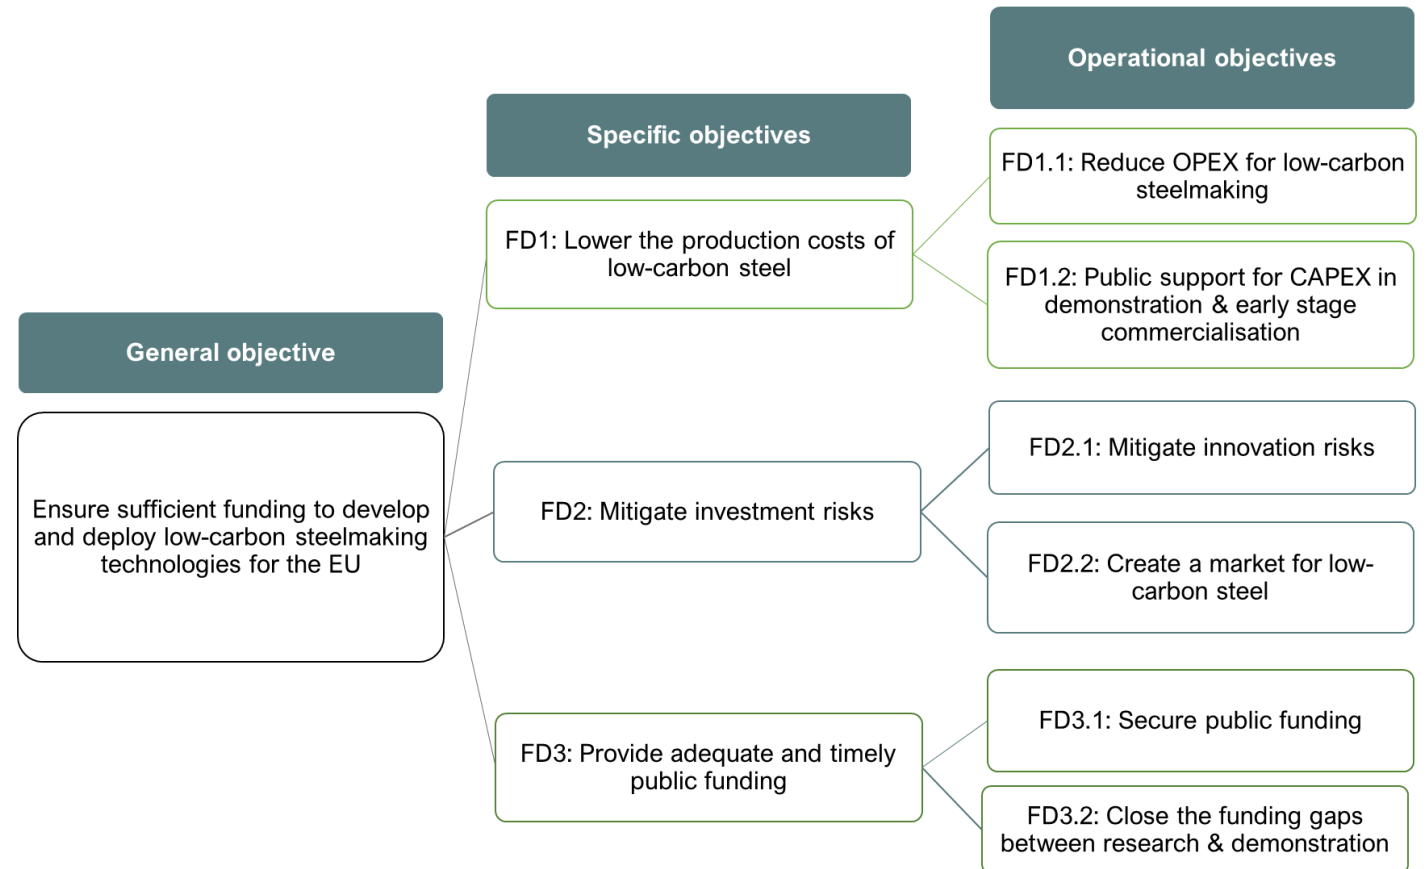 General objective
Ensure sufficient funding to develop
and deploy low-carbon steelmaking
technologies for the EU
Specific objectives
FD1: Lower the production costs of
low-carbon steel
FD2: Mitigate investment risks
FD3: Provide adequate and timely
public funding
Operational objectives
FD1.1: Reduce OPEX for low-carbon
steelmaking
FD1.2: Public support for CAPEX in
demonstration & early stage
commercialisation
FD2.1: Mitigate innovation risks
FD2.2: Create a market for low-
carbon steel
FD3.1: Secure public funding
FD3.2: Close the funding gaps
between research & demonstration